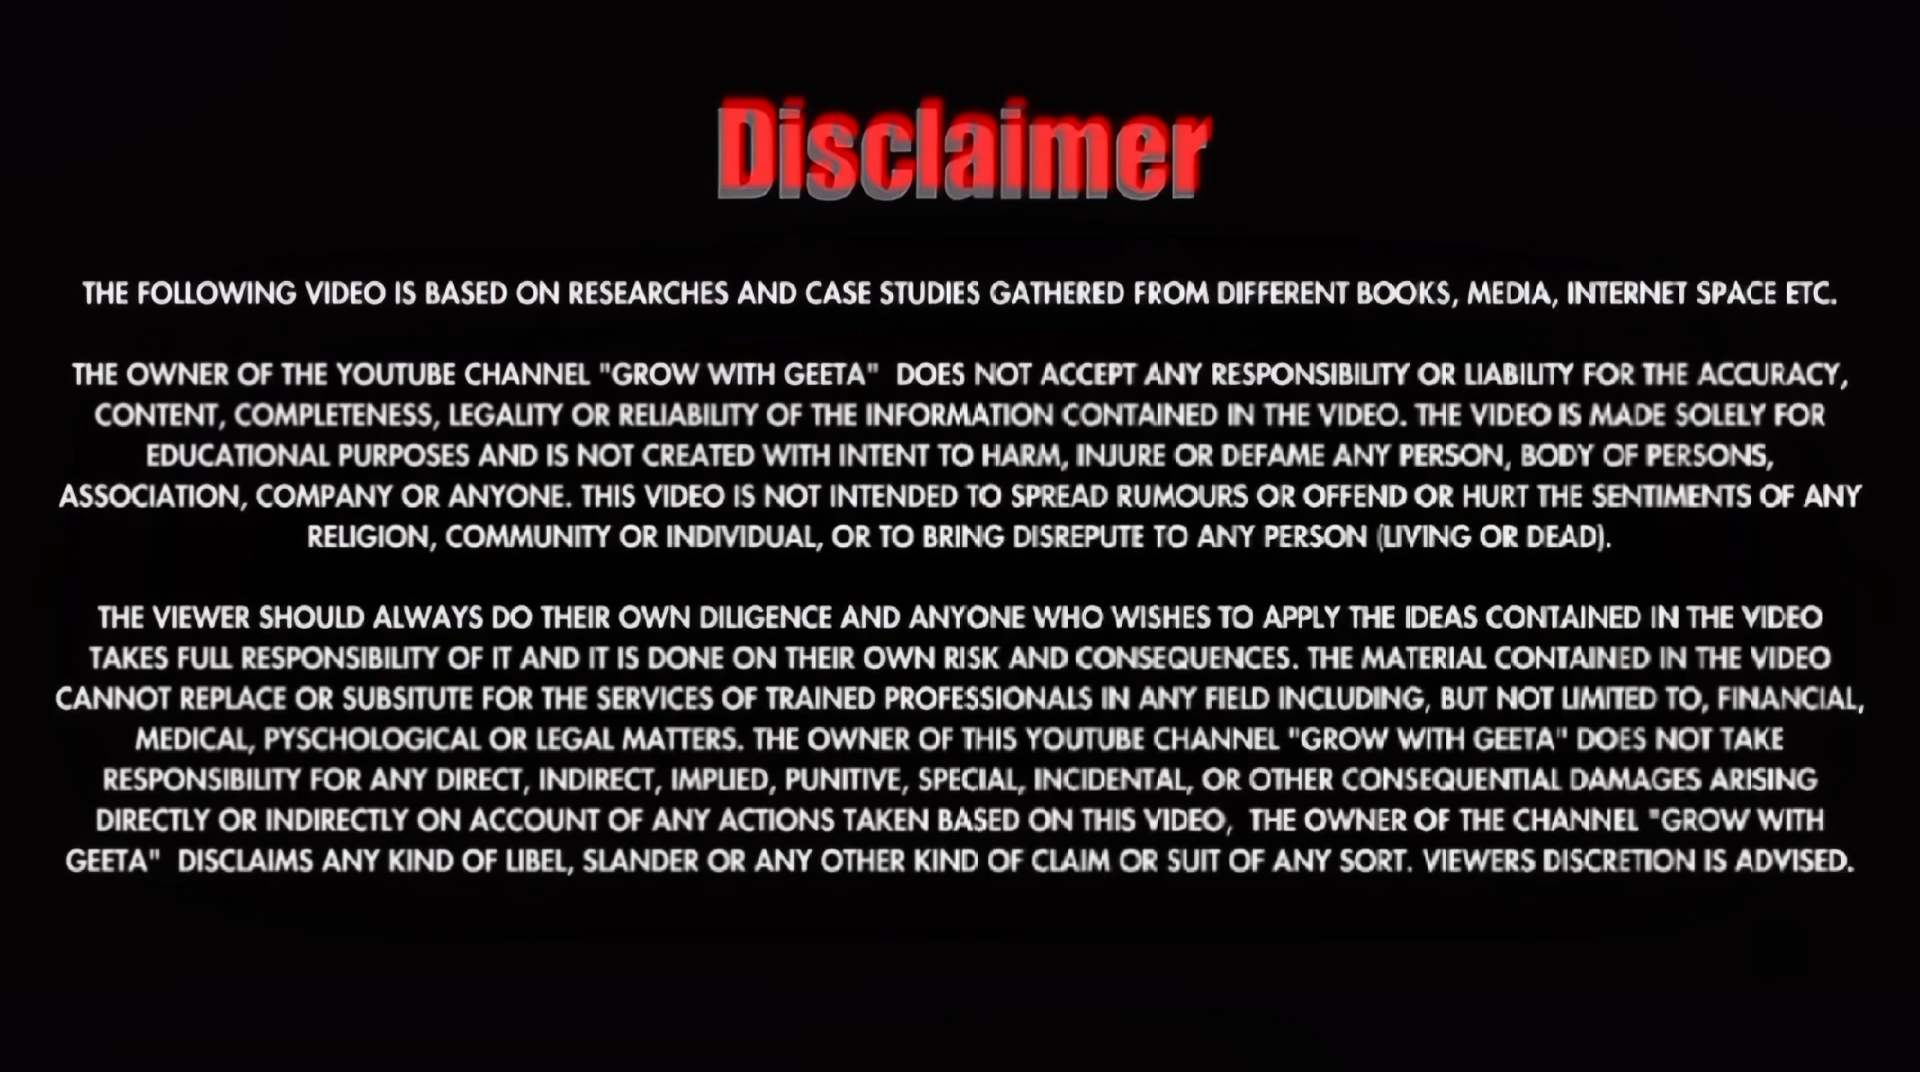 Disclaimer
THE FOLLOWING VIDEO IS BASED ON RESEARCHES AND CASE STUDIES GATHERED FROM DIFFERENT BOOKS, MEDIA, INTERNET SPACE ETC.
THE OWNER OF THE YOUTUBE CHANNEL "GROW WITH GEETA" DOES NOT ACCEPT ANY RESPONSIBILITY OR LIABILITY FOR THE ACCURACY,
CONTENT, COMPLETENESS, LEGALITY OR RELIABILITY OF THE INFORMATION CONTAINED IN THE VIDEO. THE VIDEO IS MADE SOLELY FOR
EDUCATIONAL PURPOSES AND IS NOT CREATED WITH INTENT TO HARM, INJURE OR DEFAME ANY PERSON, BODY OF PERSONS,
ASSOCIATION, COMPANY OR ANYONE. THIS VIDEO IS NOT INTENDED TO SPREAD RUMOURS OR OFFEND OR HURT THE SENTIMENTS OF ANY
RELIGION, COMMUNITY OR INDIVIDUAL, OR TO BRING DISREPUTE TO ANY PERSON (LIVING OR DEAD).
THE VIEWER SHOULD ALWAYS DO THEIR OWN DILIGENCE AND ANYONE WHO WISHES TO APPLY THE IDEAS CONTAINED IN THE VIDEO
TAKES FULL RESPONSIBILITY OF IT AND IT IS DONE ON THEIR OWN RISK AND CONSEQUENCES. THE MATERIAL CONTAINED IN THE VIDEO
CANNOT REPLACE OR SUBSITUTE FOR THE SERVICES OF TRAINED PROFESSIONALS IN ANY FIELD INCLUDING, BUT NOT LIMITED TO, FINANCIAL,
MEDICAL, PYSCHOLOGICAL OR LEGAL MATTERS. THE OWNER OF THIS YOUTUBE CHANNEL "GROW WITH GEETA" DOES NOT TAKE
RESPONSIBILITY FOR ANY DIRECT, INDIRECT, IMPLIED, PUNITIVE, SPECIAL, INCIDENTAL, OR OTHER CONSEQUENTIAL DAMAGES ARISING
DIRECTLY OR INDIRECTLY ON ACCOUNT OF ANY ACTIONS TAKEN BASED ON THIS VIDEO, THE OWNER OF THE CHANNEL "GROW WITH
GEETA" DISCLAIMS ANY KIND OF LIBEL, SLANDER OR ANY OTHER KIND OF CLAIM OR SUIT OF ANY SORT. VIEWERS DISCRETION IS ADVISED.